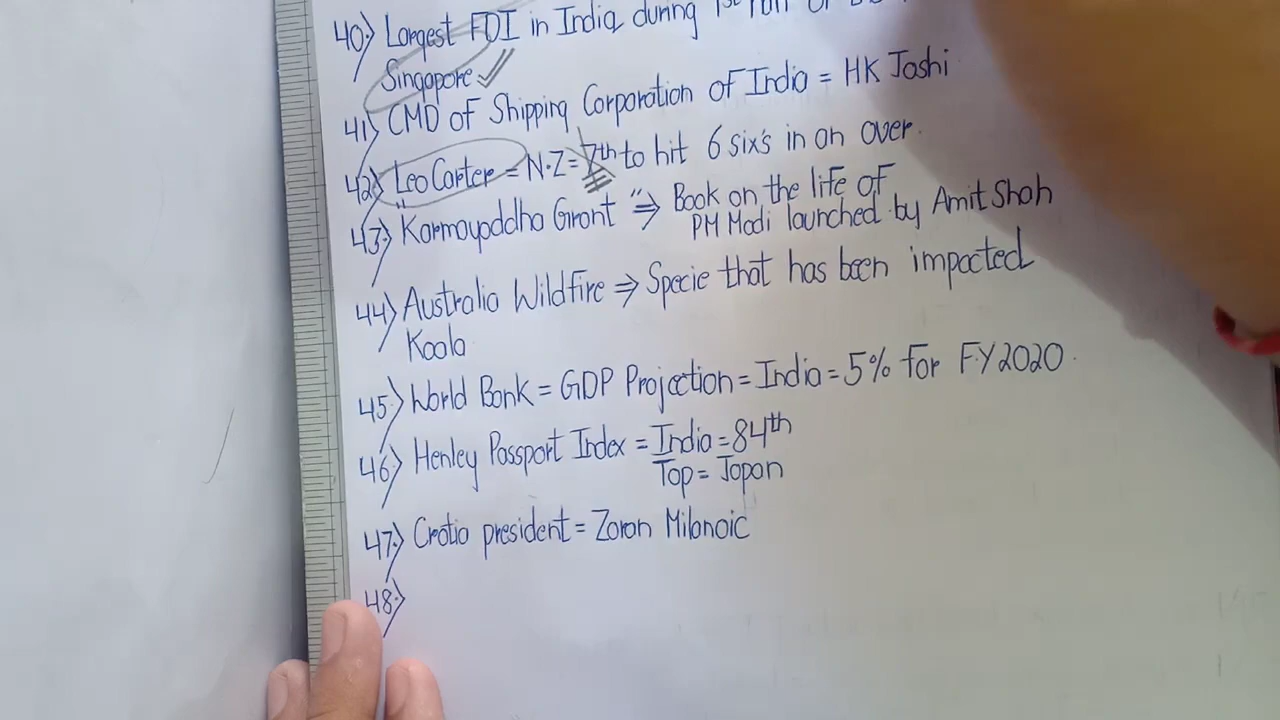 40) Largest FDI in India during 1st
Singapore
41) CMD of Shipping Corporation of India = HK Joshi
42) Leo Carter = N.Z = 7th to hit 6 six's in an over.
43) "Karmayoddha Grant" ⇒ Book on the life of
PM Modi launched by Amit Shah
44) Australia Wildfire ⇒ Specie that has been impacted
Koala
45) World Bank = GDP Projection = India = 5% for FY2020.
46) Henley Passport Index = India = 84th
Top = Japan
47) Crotia president = Zoran Milanoic
48)